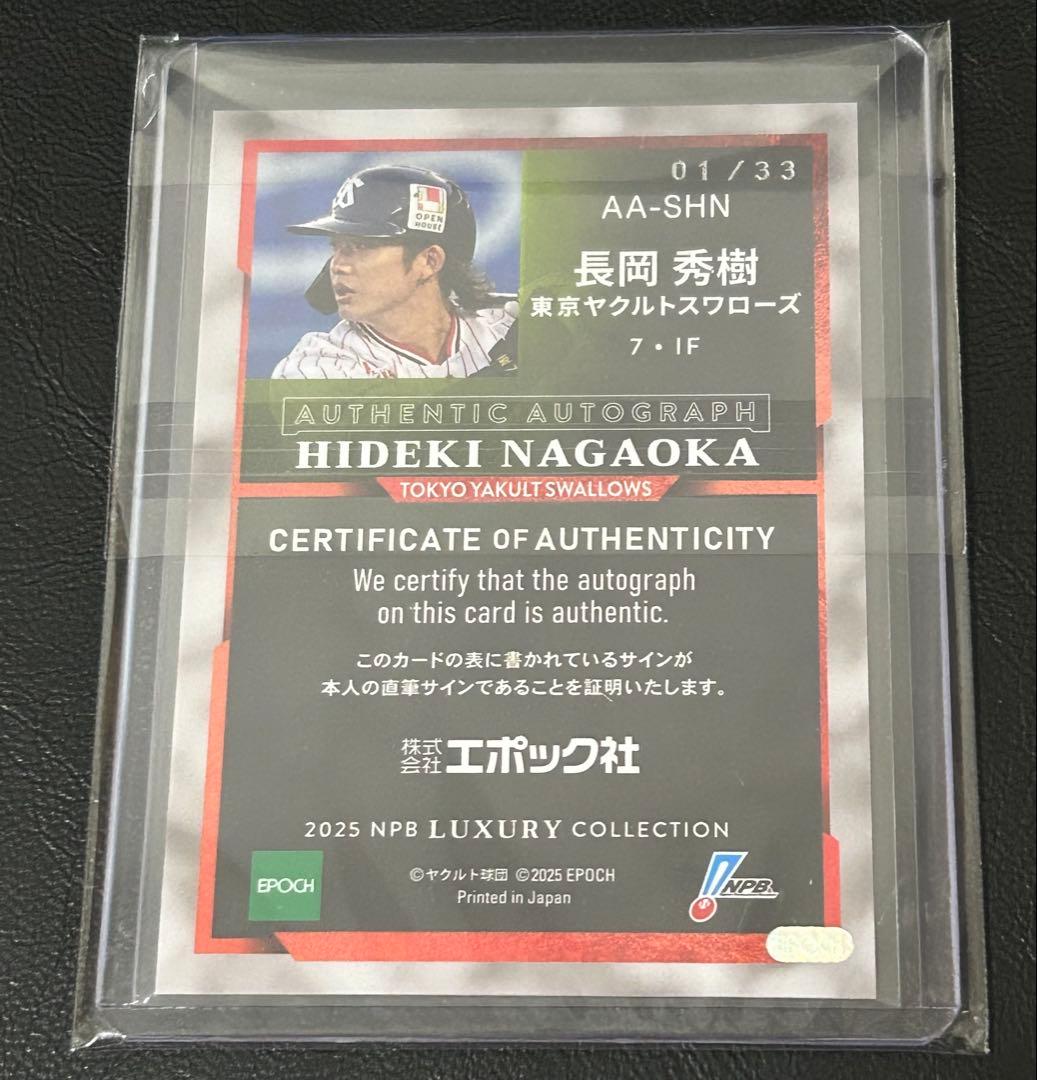 01/33
AA-SHN
OPEN
HOUSE
長岡 秀樹
東京ヤクルトスワローズ
7・IF
AUTHENTIC AUTOGRAPH
HIDEKI NAGAOKA
TOKYO YAKULT SWALLOWS
CERTIFICATE OF AUTHENTICITY
We certify that the autograph
on this card is authentic.
このカードの表に書かれているサインが
本人の直筆サインであることを証明いたします。
株式会社エポック社
2025 NPB LUXURY COLLECTION
EPOCH
©ヤクルト球団 ©2025 EPOCH
Printed in Japan
NPB